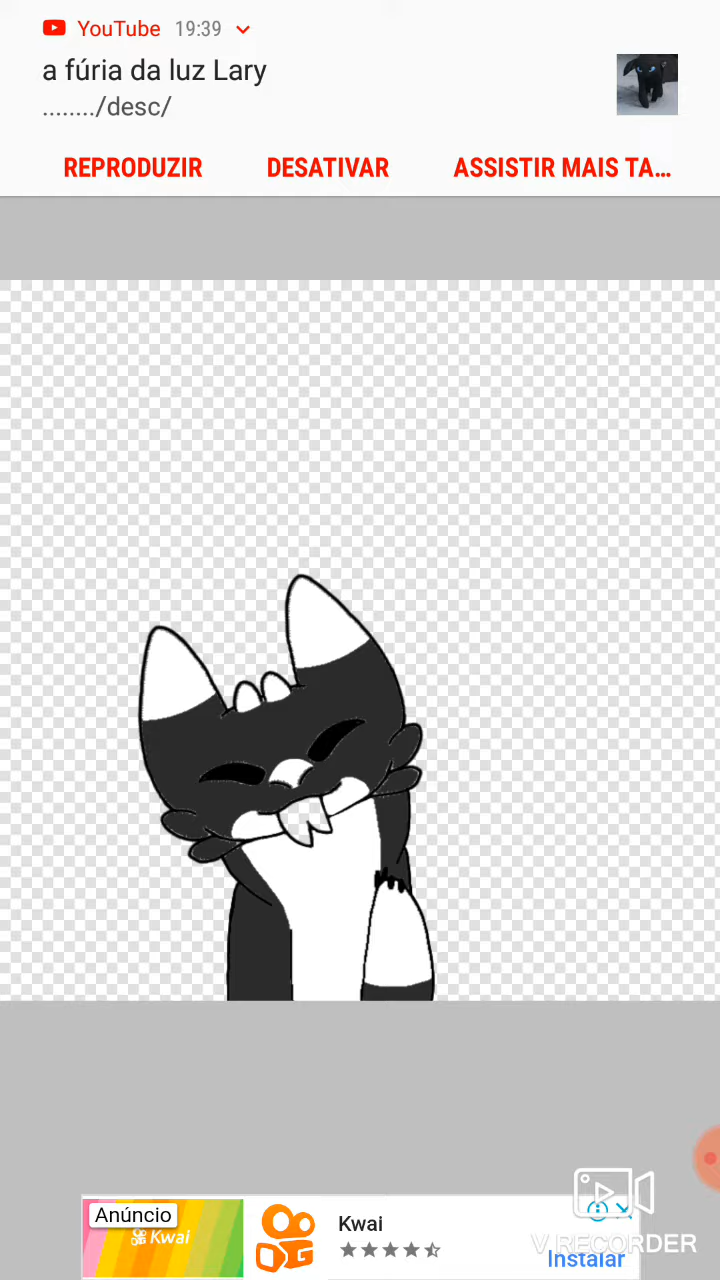 YouTube 19:39
a fúria da luz Lary
......../desc/
REPRODUZIR DESATIVAR ASSISTIR MAIS TA...
Anúncio
Kwai
Kwai
V RECORDER
Instalar